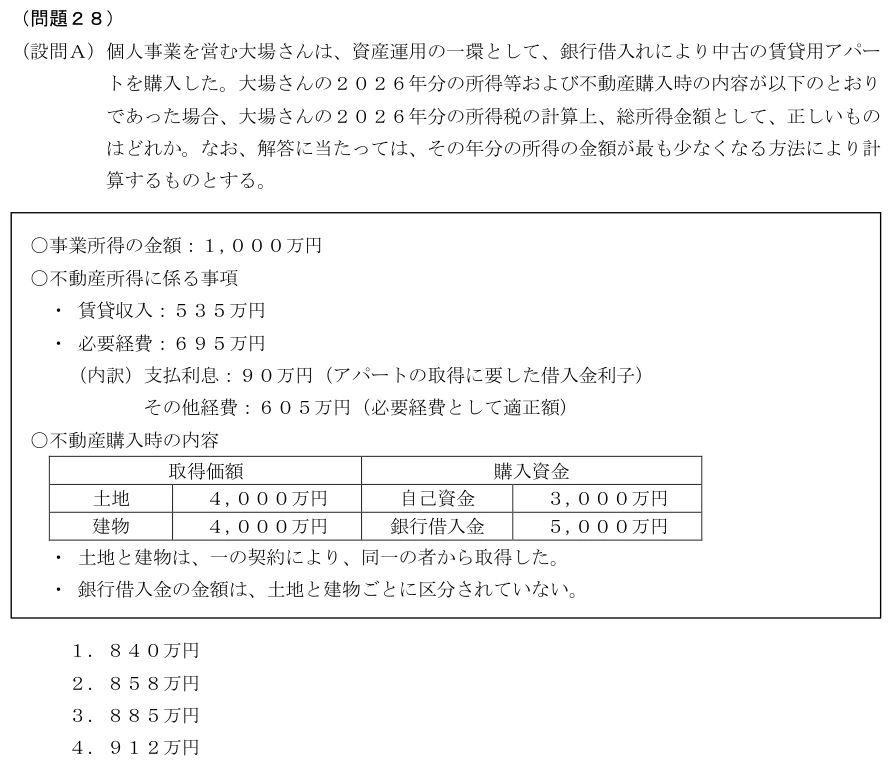 （問題２８）
（設問Ａ）個人事業を営む大場さんは、資産運用の一環として、銀行借入れにより中古の賃貸用アパー
トを購入した。大場さんの２０２６年分の所得等および不動産購入時の内容が以下のとおり
であった場合、大場さんの２０２６年分の所得税の計算上、総所得金額として、正しいもの
はどれか。なお、解答に当たっては、その年分の所得の金額が最も少なくなる方法により計
算するものとする。
○事業所得の金額：１,０００万円
○不動産所得に係る事項
・ 賃貸収入：５３５万円
・ 必要経費：６９５万円
（内訳）支払利息：９０万円（アパートの取得に要した借入金利子）
その他経費：６０５万円（必要経費として適正額）
○不動産購入時の内容
取得価額 購入資金
土地 ４,０００万円 自己資金 ３,０００万円
建物 ４,０００万円 銀行借入金 ５,０００万円
・ 土地と建物は、一の契約により、同一の者から取得した。
・ 銀行借入金の金額は、土地と建物ごとに区分されていない。
１．８４０万円
２．８５８万円
３．８８５万円
４．９１２万円